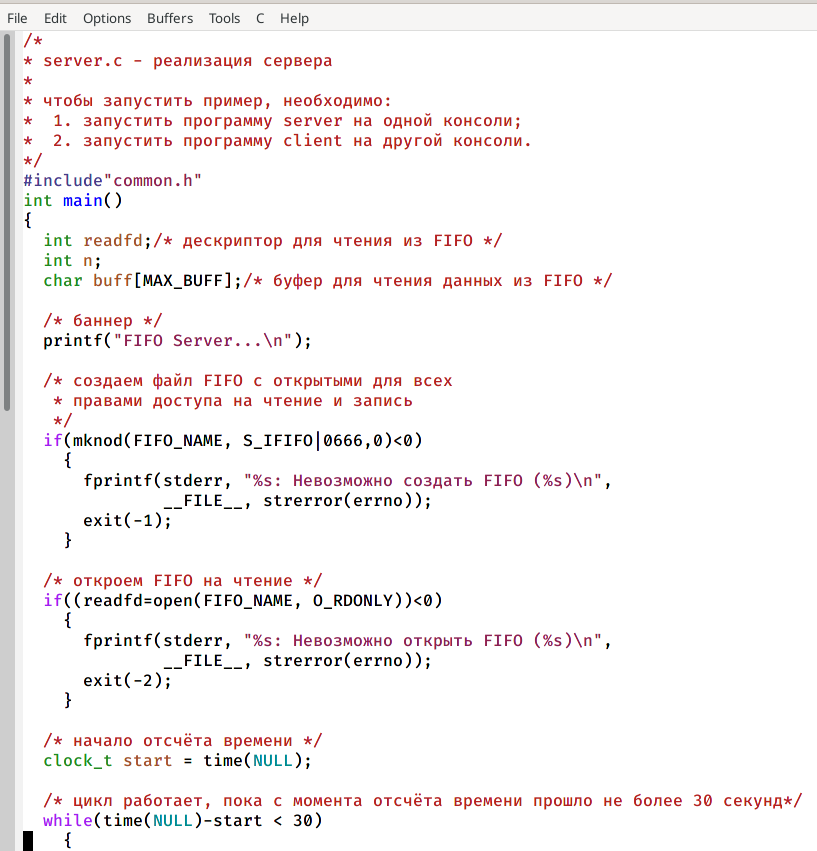 File Edit Options Buffers Tools C Help
/*
* server.c - реализация сервера
*
* чтобы запустить пример, необходимо:
*  1. запустить программу server на одной консоли;
*  2. запустить программу client на другой консоли.
*/
#include"common.h"
int main()
{
  int readfd;/* дескриптор для чтения из FIFO */
  int n;
  char buff[MAX_BUFF];/* буфер для чтения данных из FIFO */

  /* баннер */
  printf("FIFO Server...\n");

  /* создаем файл FIFO с открытыми для всех
   * правами доступа на чтение и запись
   */
  if(mknod(FIFO_NAME, S_IFIFO|0666,0)<0)
    {
      fprintf(stderr, "%s: Невозможно создать FIFO (%s)\n",
              __FILE__, strerror(errno));
      exit(-1);
    }

  /* откроем FIFO на чтение */
  if((readfd=open(FIFO_NAME, O_RDONLY))<0)
    {
      fprintf(stderr, "%s: Невозможно открыть FIFO (%s)\n",
              __FILE__, strerror(errno));
      exit(-2);
    }

  /* начало отсчёта времени */
  clock_t start = time(NULL);

  /* цикл работает, пока с момента отсчёта времени прошло не более 30 секунд*/
  while(time(NULL)-start < 30)
    {